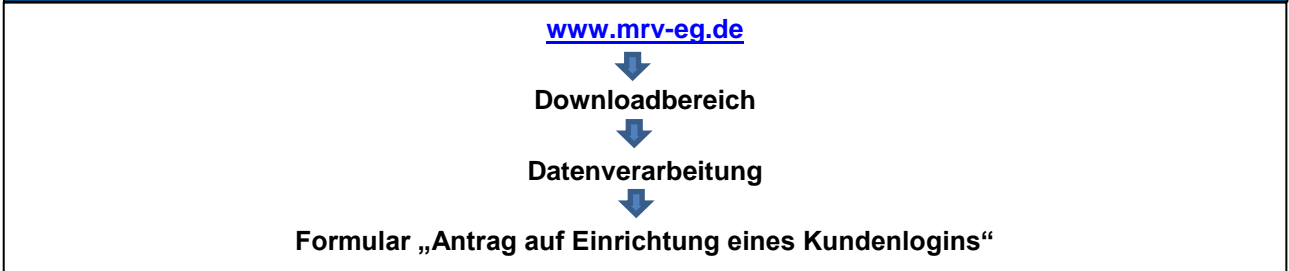 www.mrv-eg.de
Downloadbereich
Datenverarbeitung
Formular „Antrag auf Einrichtung eines Kundenlogins“